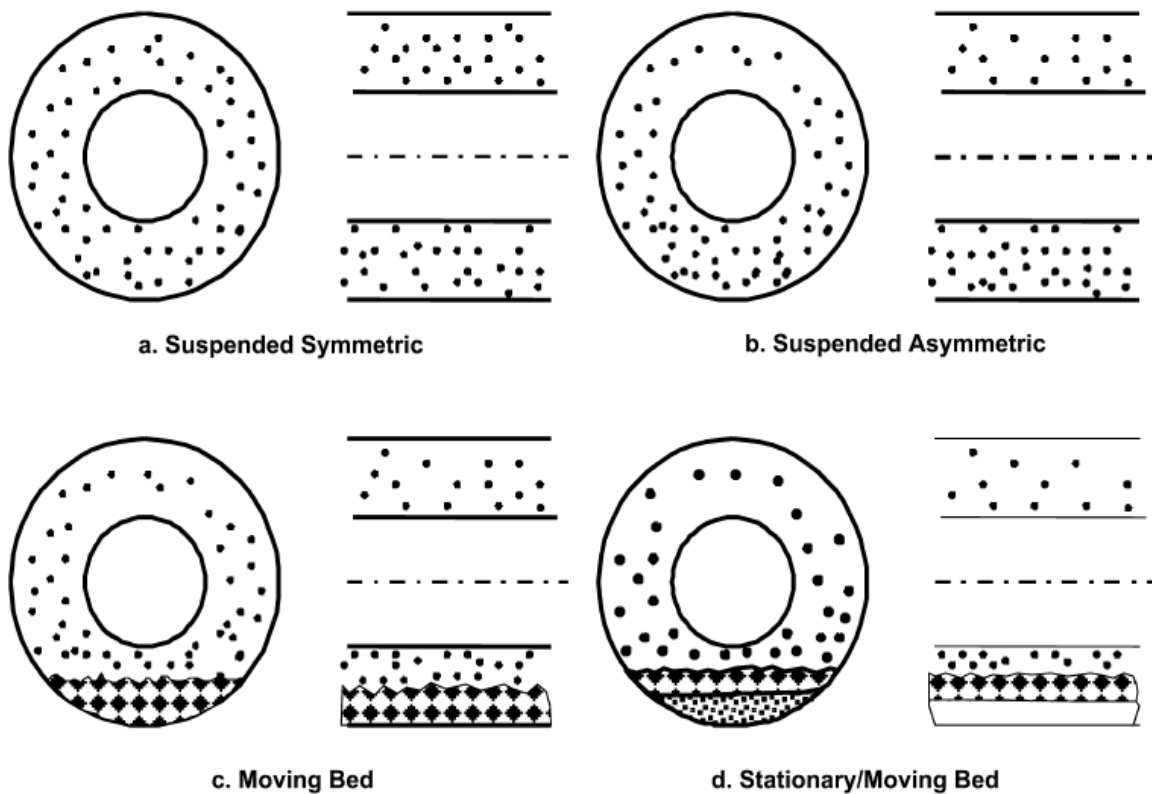 a. Suspended Symmetric
b. Suspended Asymmetric
c. Moving Bed
d. Stationary/Moving Bed